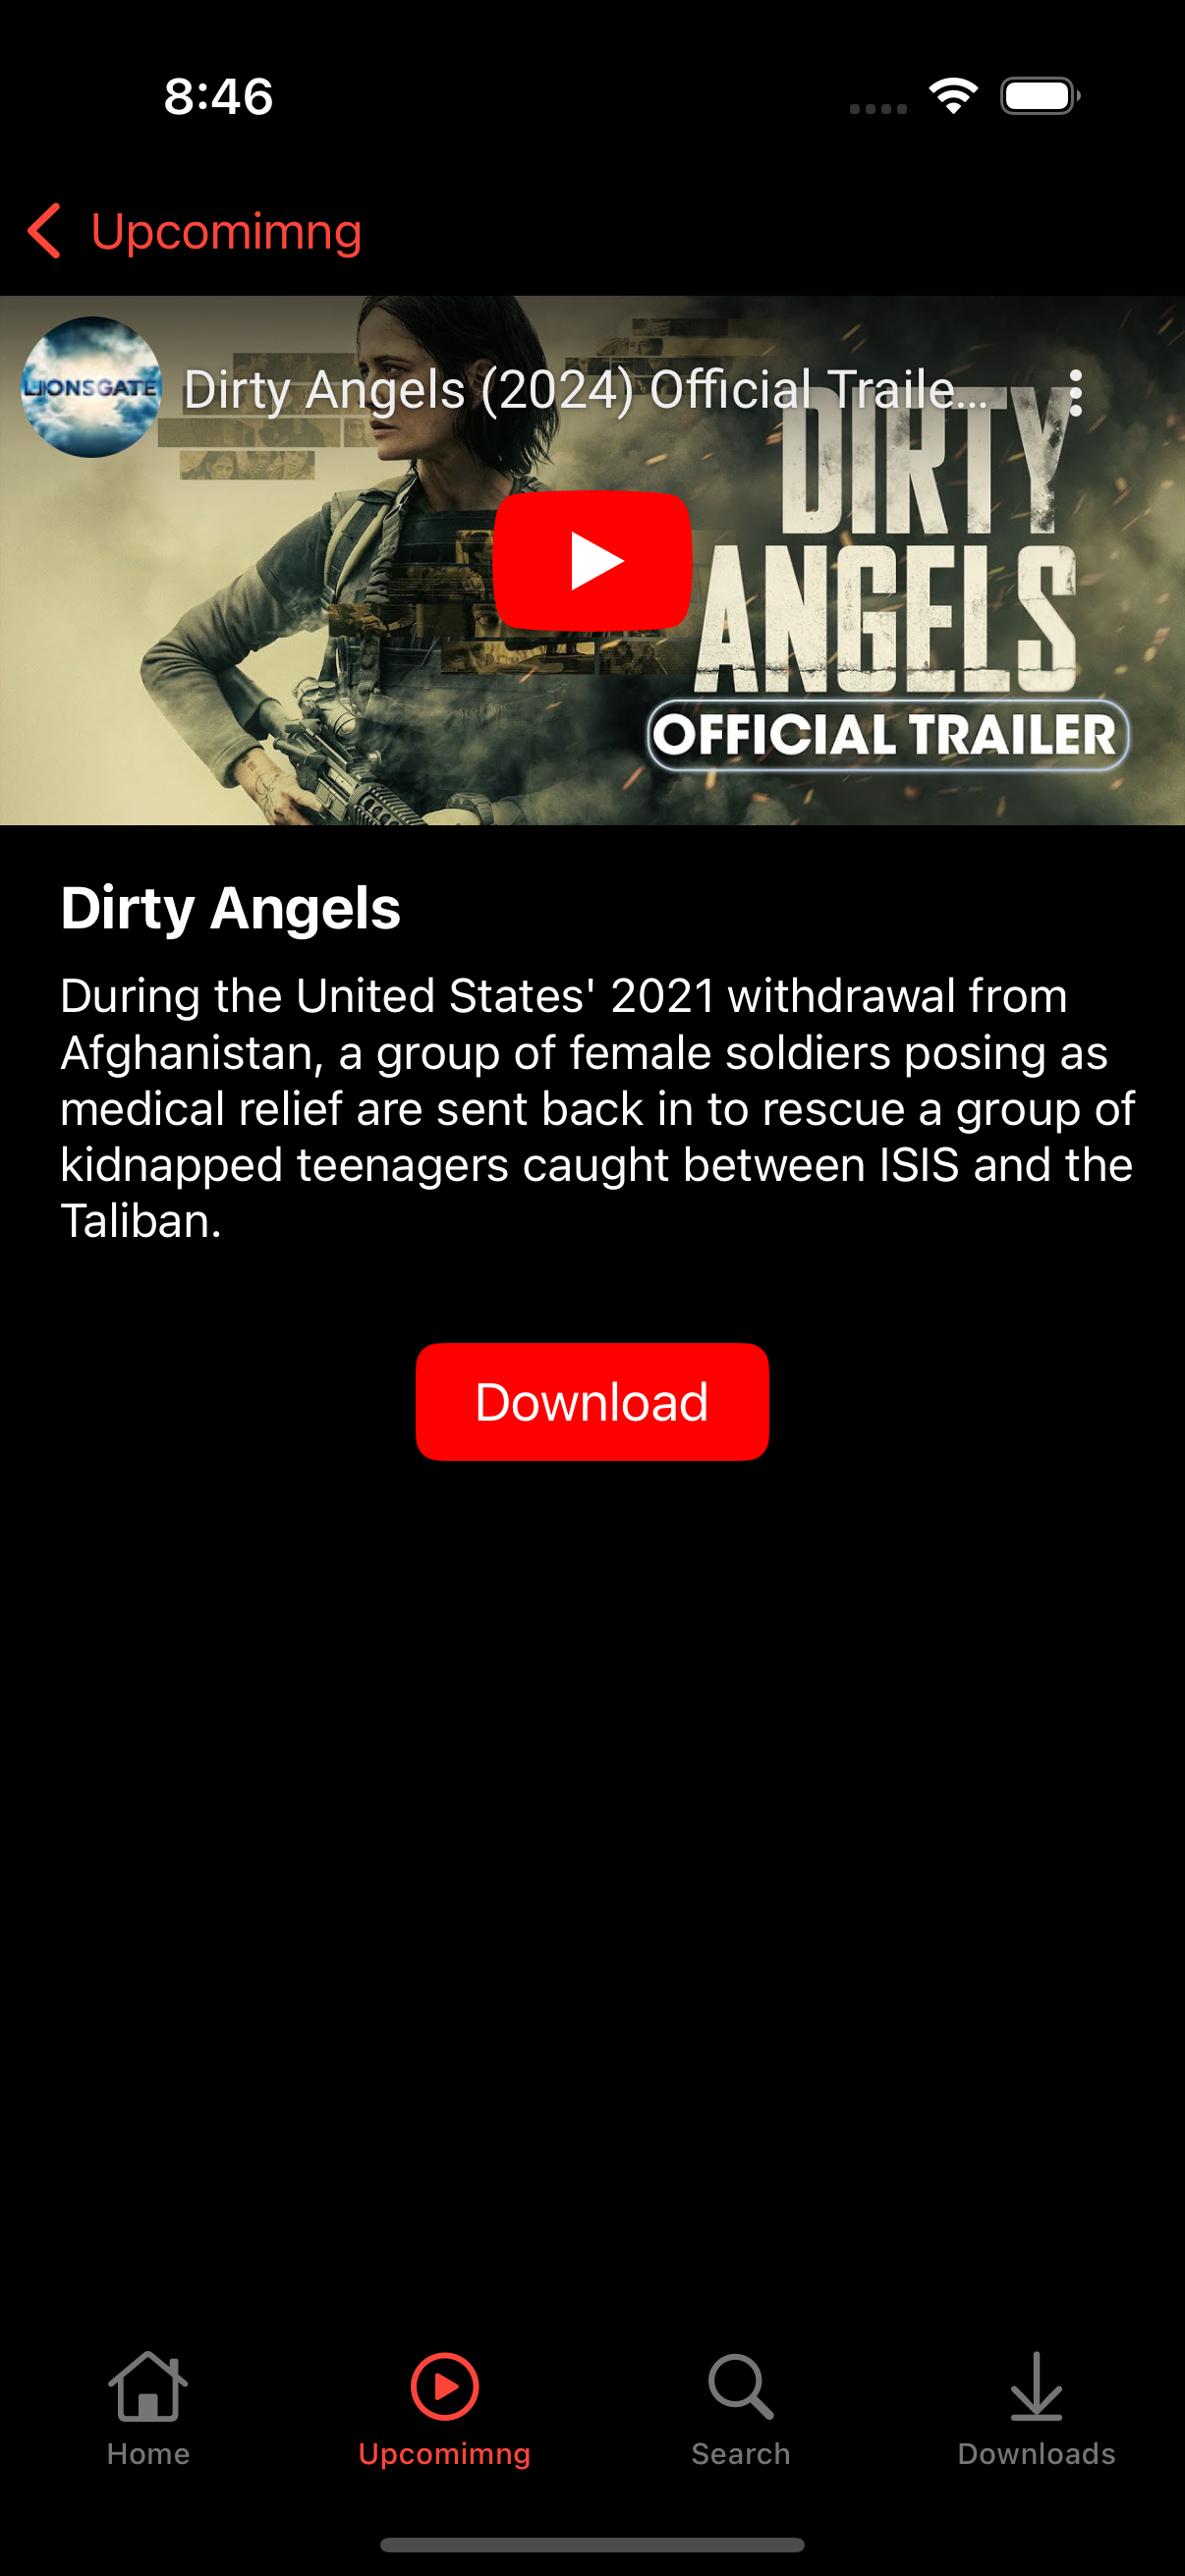 8:46
Upcomimng
LIONSGATE
Dirty Angels (2024) Official Traile...
DIRTY
ANGELS
OFFICIAL TRAILER
Dirty Angels
During the United States' 2021 withdrawal from
Afghanistan, a group of female soldiers posing as
medical relief are sent back in to rescue a group of
kidnapped teenagers caught between ISIS and the
Taliban.
Download
Home
Upcomimng
Search
Downloads